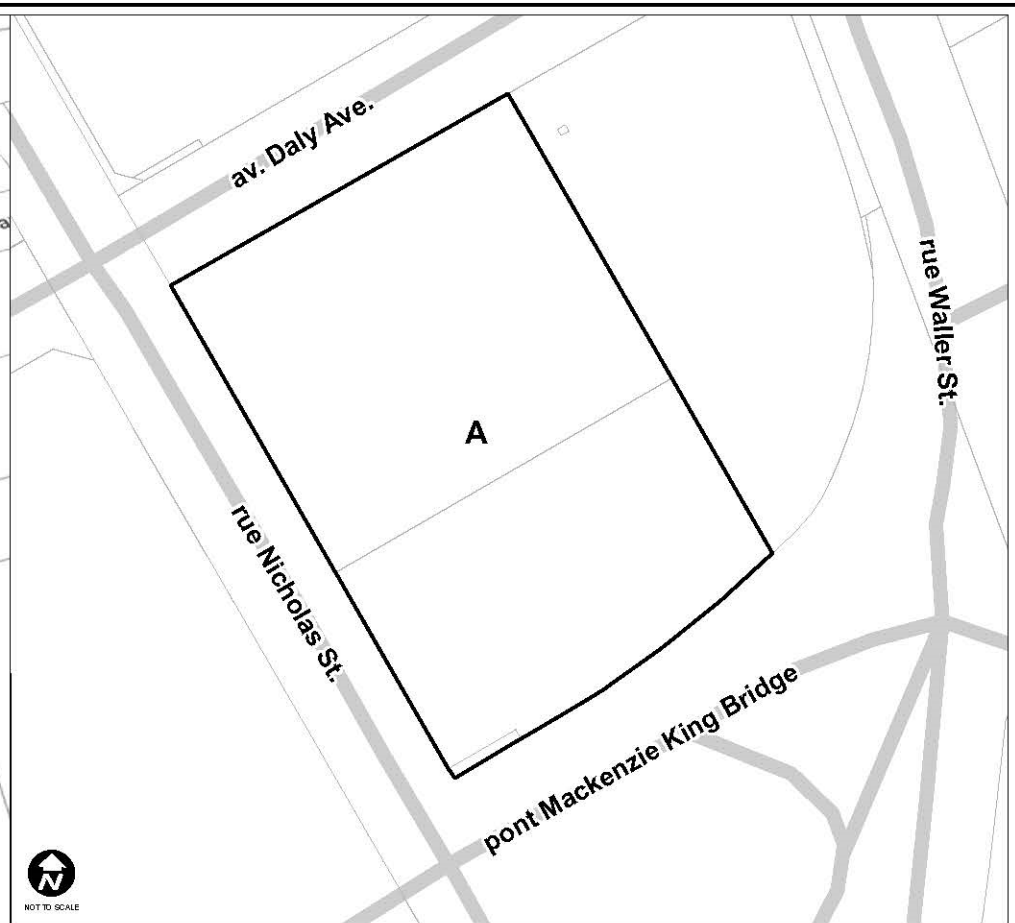 av. Daly Ave.
rue Waller St.
A
rue Nicholas St.
pont Mackenzie King Bridge
N
NOT TO SCALE